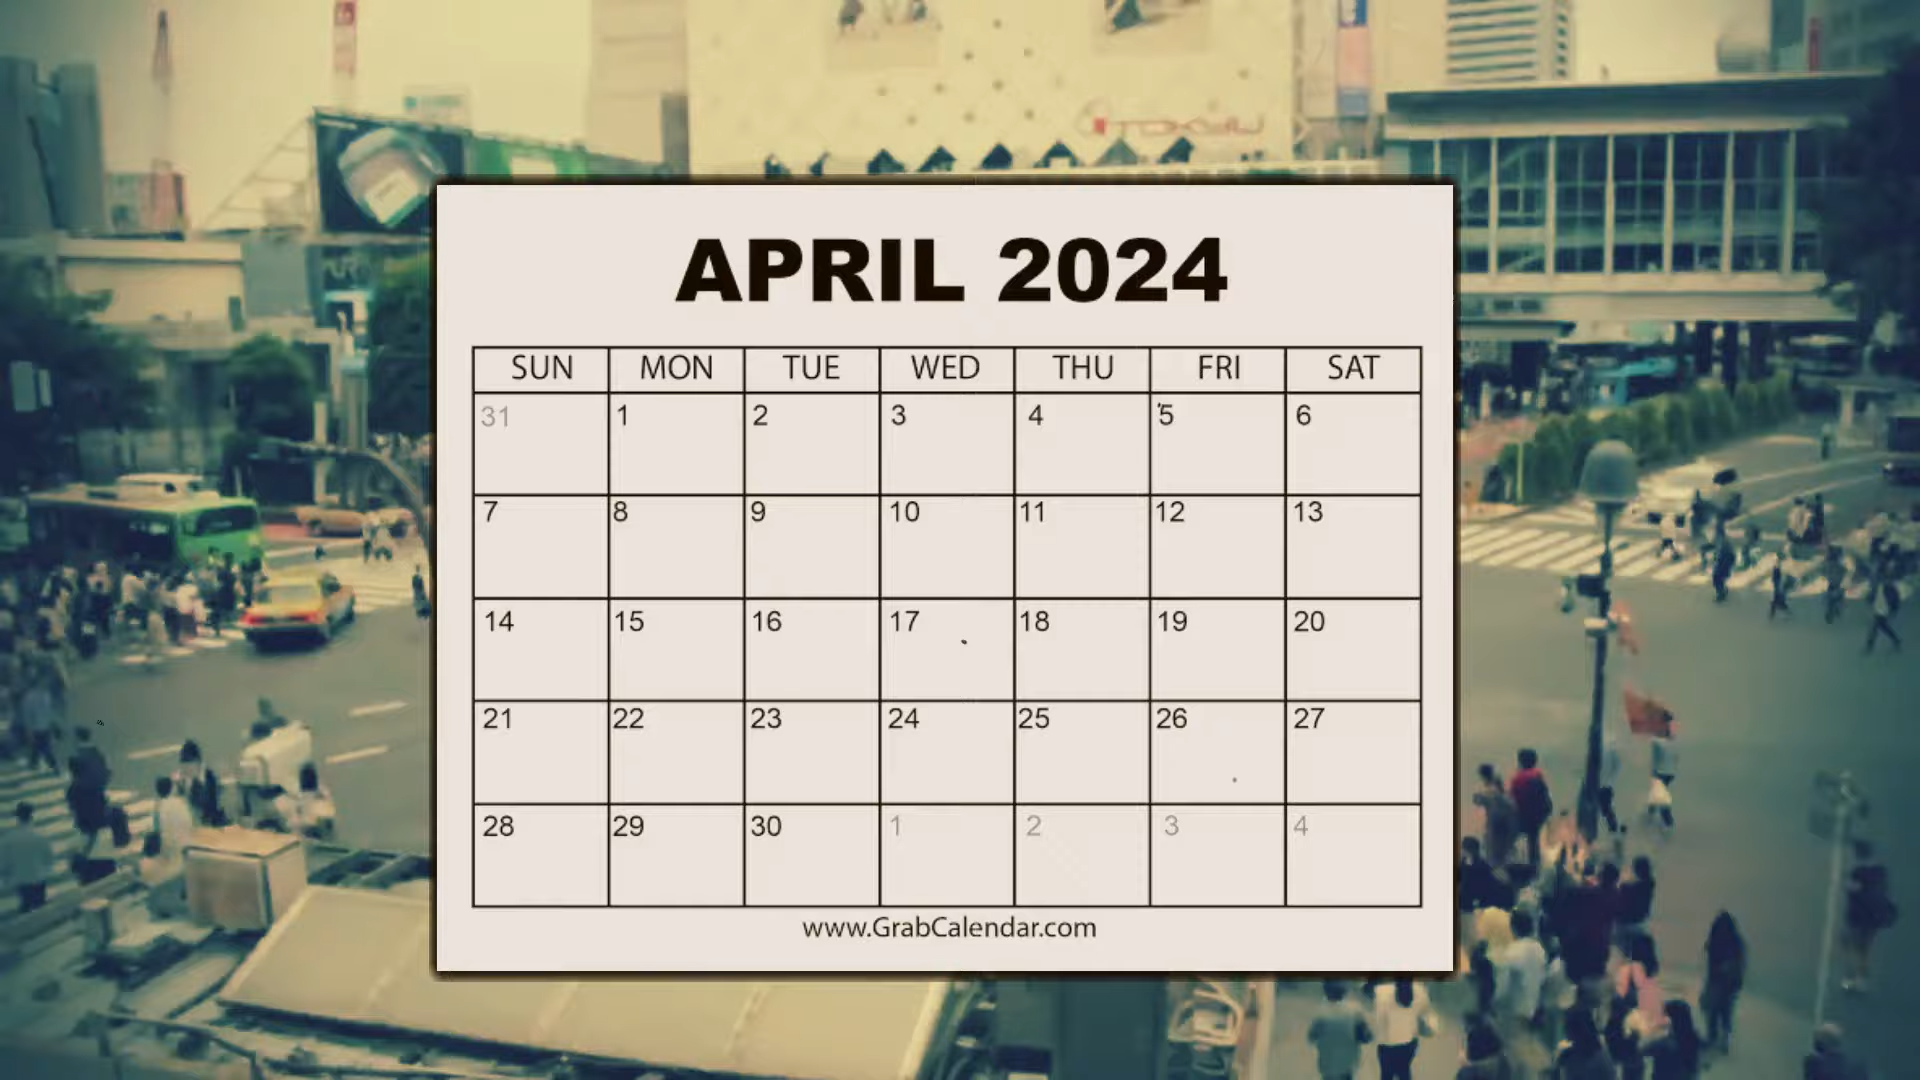 APRIL 2024
SUN MON TUE WED THU FRI SAT
31 1 2 3 4 5 6
7 8 9 10 11 12 13
14 15 16 17 18 19 20
21 22 23 24 25 26 27
28 29 30 1 2 3 4
www.GrabCalendar.com